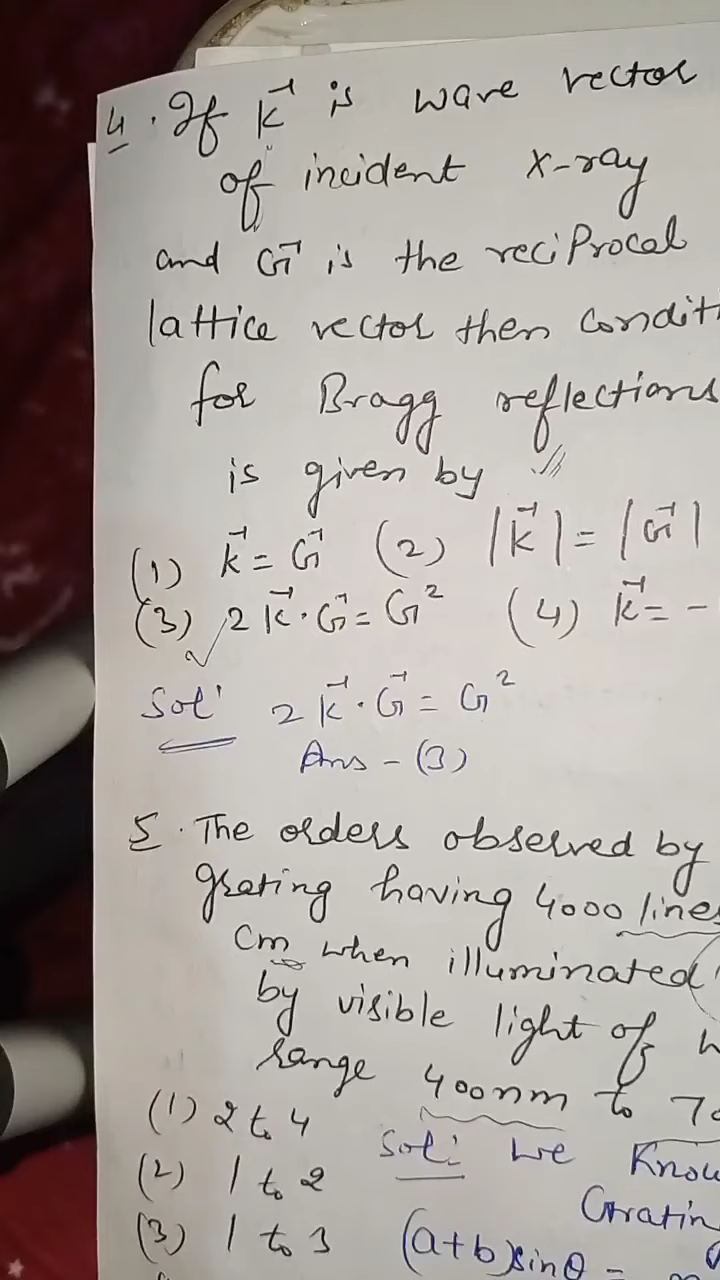 4. If k⃗ is wave vector
of incident x-ray
and G⃗ is the reciprocal
lattice vector then
for Bragg reflections
is given by
(1) k⃗ = G⃗ (2) |k⃗| = |G⃗|
(3) 2 k⃗·G⃗ = G² (4) k⃗ = -
Sol' 2 k⃗·G⃗ = G²
Ans - (3)
5. The orders observed by
grating having 4000 lines
cm when illuminated
by visible light of
range 400nm to
(1) 2 to 4
Sol: We Know
(2) 1 to 2
Grating
(3) 1 to 3 (a+b) sinθ =